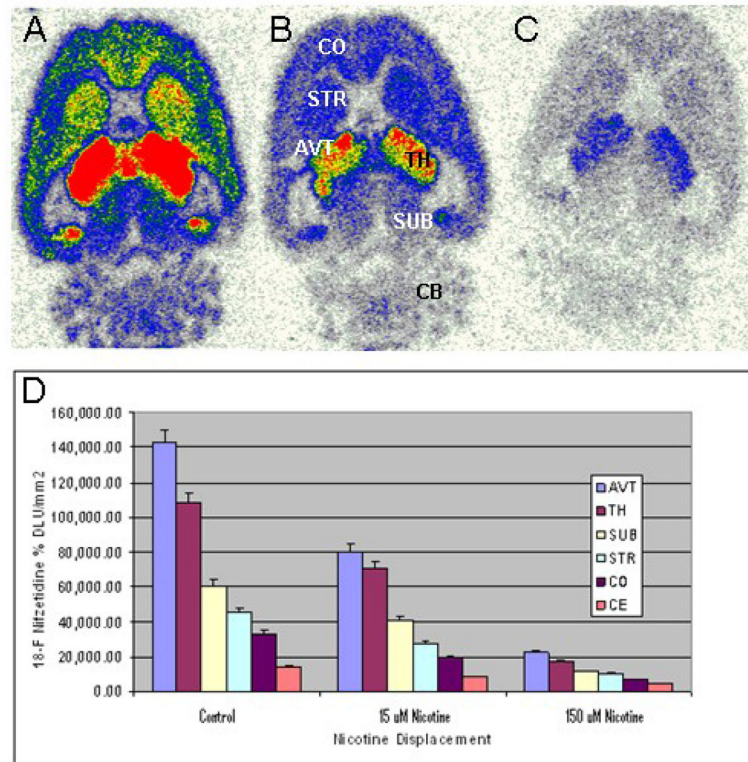 A
B
C
CO
STR
AVT
TH
SUB
CB
D
160,000.00
140,000.00
120,000.00
100,000.00
80,000.00
60,000.00
40,000.00
20,000.00
0.00
18-F Nifzetidine % DLU/mm2
AVT
TH
SUB
STR
CO
CE
Control
15 uM Nicotine
150 uM Nicotine
Nicotine Displacement